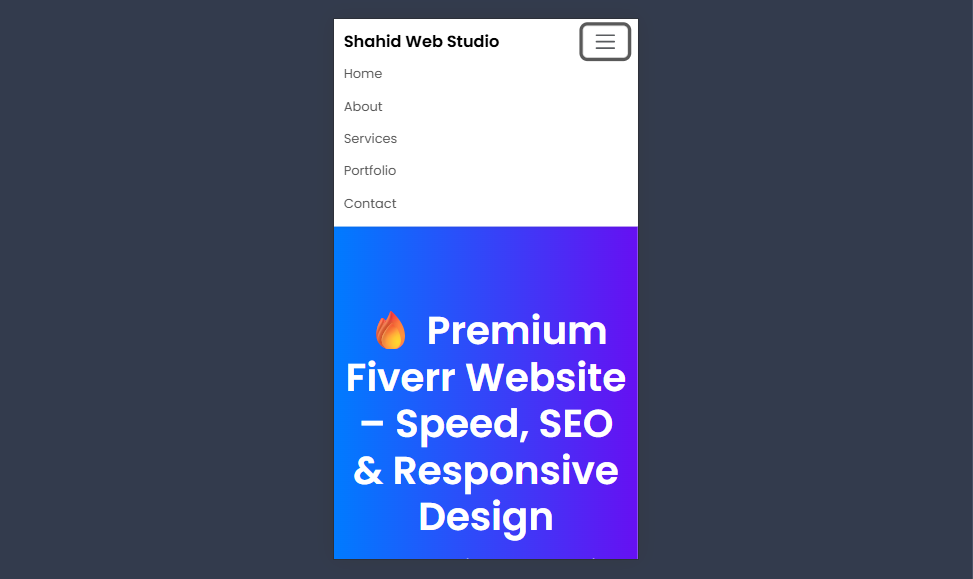 Shahid Web Studio
Home
About
Services
Portfolio
Contact
🔥 Premium
Fiverr Website
– Speed, SEO
& Responsive
Design